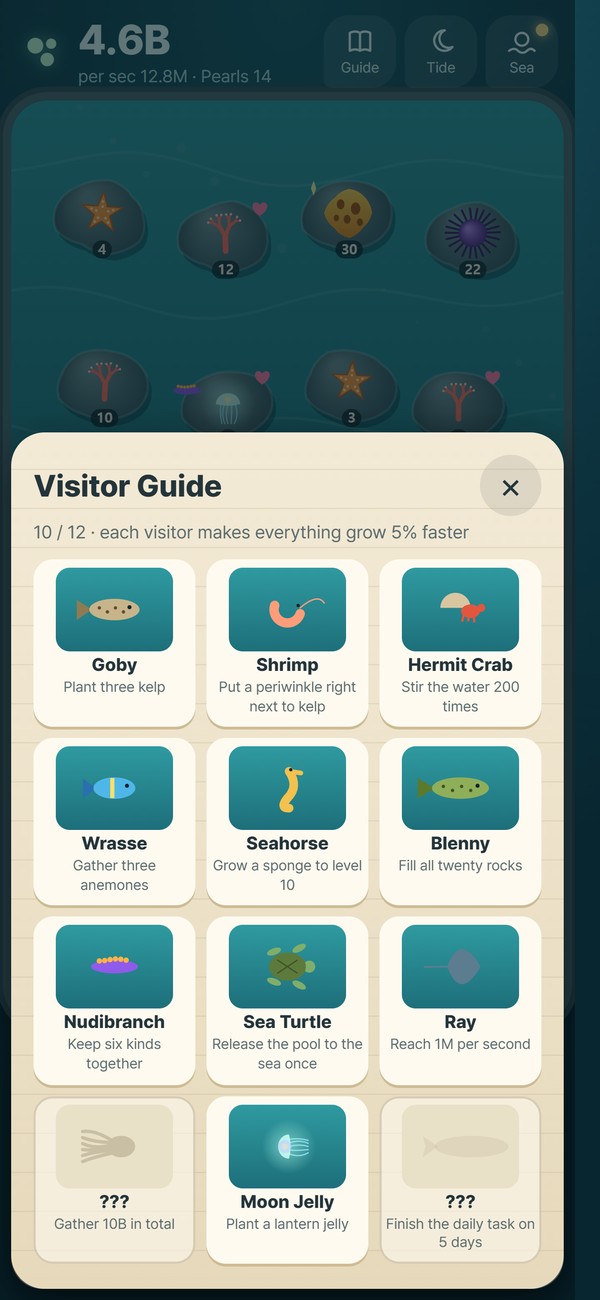 4.6B
per sec 12.8M · Pearls 14
Guide
Tide
Sea
4
12
30
22
10
3
Visitor Guide
×
10 / 12 · each visitor makes everything grow 5% faster
Goby
Plant three kelp
Shrimp
Put a periwinkle right
next to kelp
Hermit Crab
Stir the water 200
times
Wrasse
Gather three
anemones
Seahorse
Grow a sponge to level
10
Blenny
Fill all twenty rocks
Nudibranch
Keep six kinds
together
Sea Turtle
Release the pool to the
sea once
Ray
Reach 1M per second
???
Gather 10B in total
Moon Jelly
Plant a lantern jelly
???
Finish the daily task on
5 days